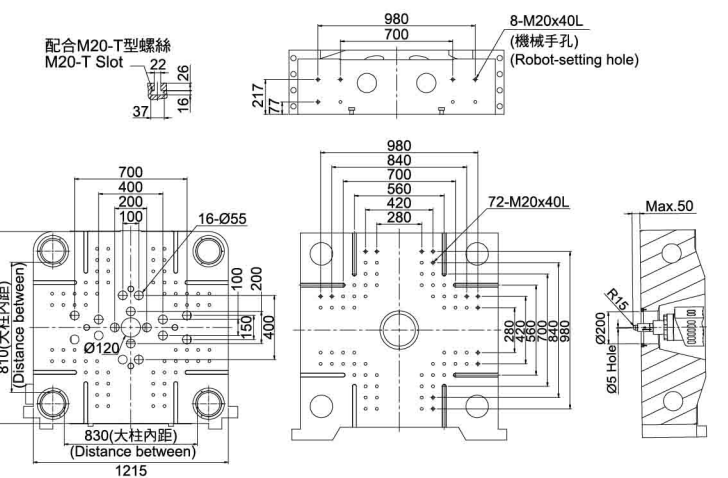 配合M20-T型螺絲
M20-T Slot
22
26
16
37
980
700
8-M20x40L
(機械手孔)
(Robot-setting hole)
217
77
700
400
200
100
16-Ø55
100
200
150
400
Ø120
810(大柱內距)
(Distance between)
830(大柱內距)
(Distance between)
1215
980
840
700
560
420
280
72-M20x40L
280
420
560
700
840
980
Max.50
R15
Ø200
Ø5 Hole